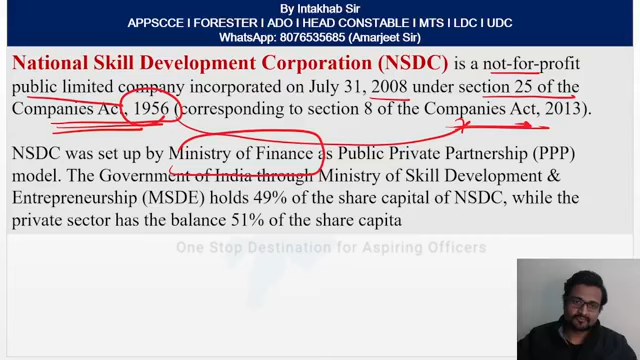 By Intakhab Sir
APPSCCE I FORESTER I ADO I HEAD CONSTABLE I MTS I LDC I UDC
WhatsApp: 8076535685 (Amarjeet Sir)
National Skill Development Corporation (NSDC) is a not-for-profit
public limited company incorporated on July 31, 2008 under section 25 of the
Companies Act, 1956 (corresponding to section 8 of the Companies Act, 2013).
NSDC was set up by Ministry of Finance as Public Private Partnership (PPP)
model. The Government of India through Ministry of Skill Development &
Entrepreneurship (MSDE) holds 49% of the share capital of NSDC, while the
private sector has the balance 51% of the share capita
One Stop Destination for Aspiring Officers